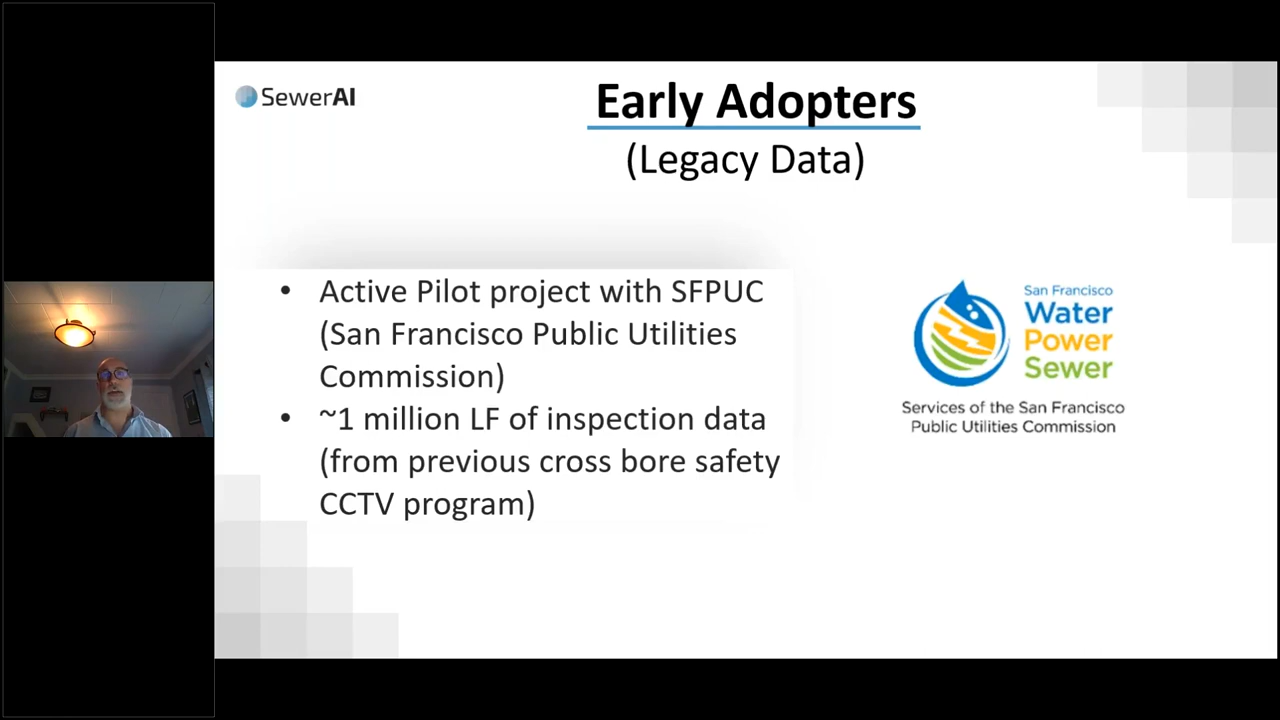 SewerAI
Early Adopters
(Legacy Data)
• Active Pilot project with SFPUC
(San Francisco Public Utilities
Commission)
• ~1 million LF of inspection data
(from previous cross bore safety
CCTV program)
San Francisco
Water
Power
Sewer
Services of the San Francisco
Public Utilities Commission